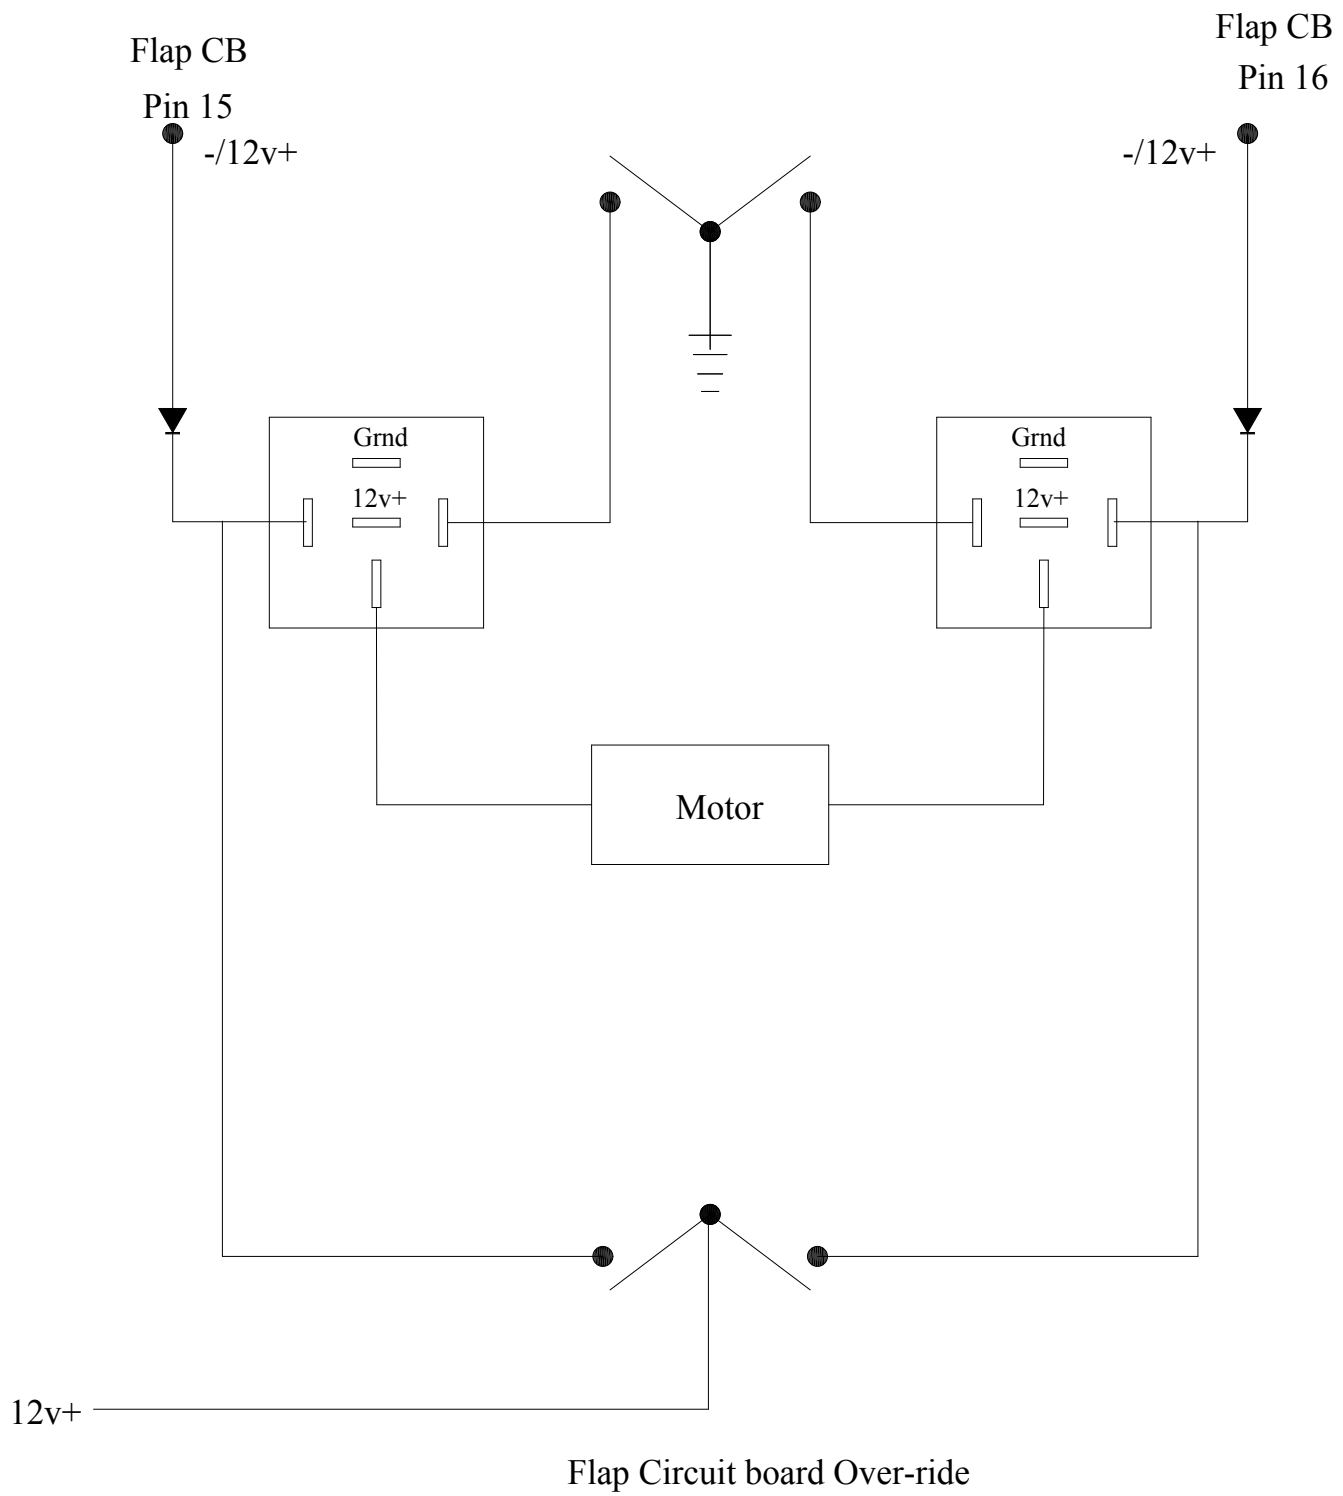 Flap CB
Pin 15
-/12v+
Flap CB
Pin 16
-/12v+
Grnd
12v+
Grnd
12v+
Motor
12v+
Flap Circuit board Over-ride